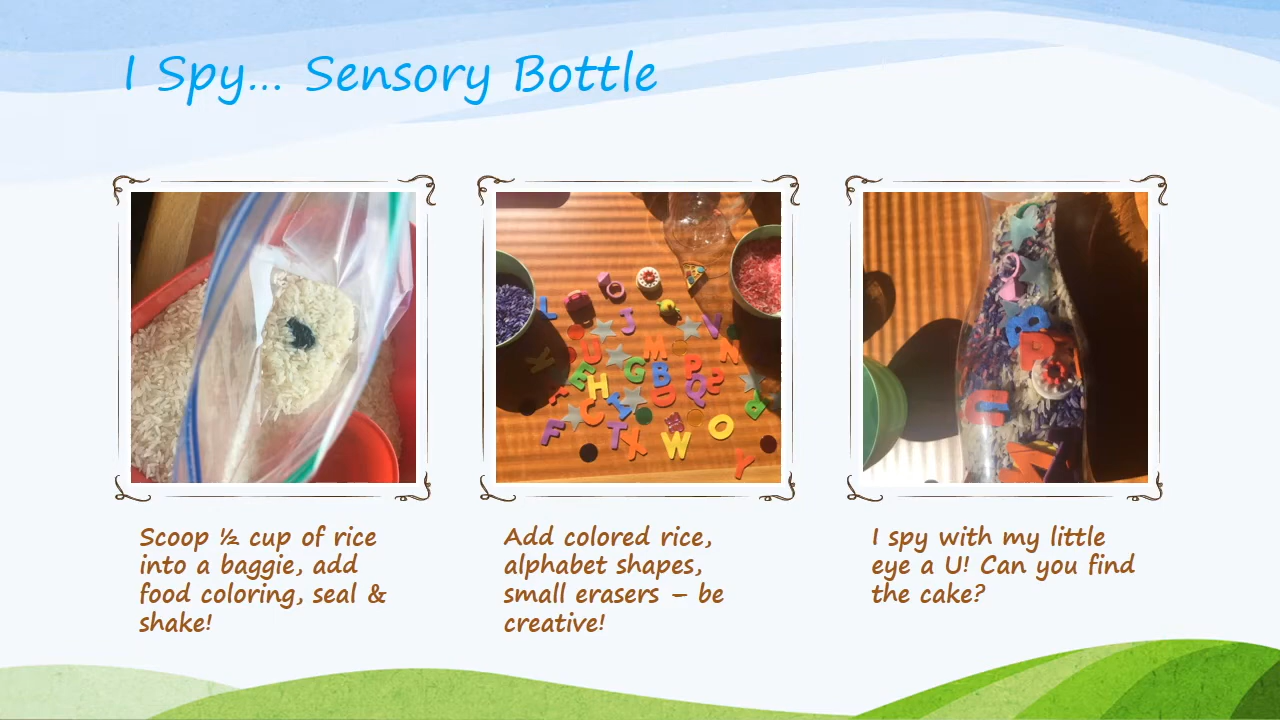 I Spy... Sensory Bottle
Scoop ½ cup of rice
into a baggie, add
food coloring, seal &
shake!
Add colored rice,
alphabet shapes,
small erasers – be
creative!
I spy with my little
eye a U! Can you find
the cake?